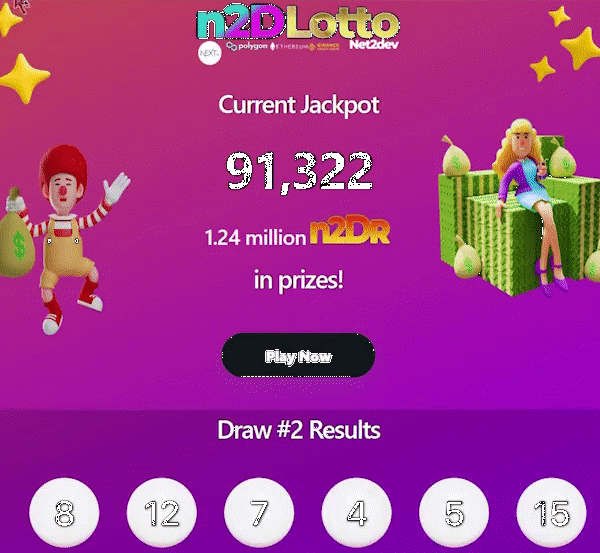 n2DLotto
NEXT polygon ETHEREUM BINANCE Net2dev
Current Jackpot
91,322
1.24 million n2DR
in prizes!
Play Now
Draw #2 Results
8 12 7 4 5 15